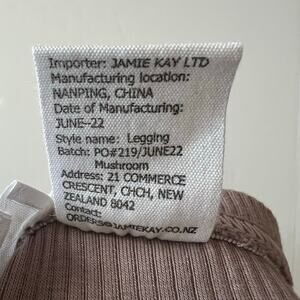 Importer: JAMIE KAY LTD
Manufacturing location:
NANPING, CHINA
Date of Manufacturing:
JUNE-22
Style name: Legging
Batch: PO#219/JUNE22
Mushroom
Address: 21 COMMERCE
CRESCENT, CHCH, NEW
ZEALAND 8042
Contact:
ORDERS@JAMIEKAY.CO.NZ